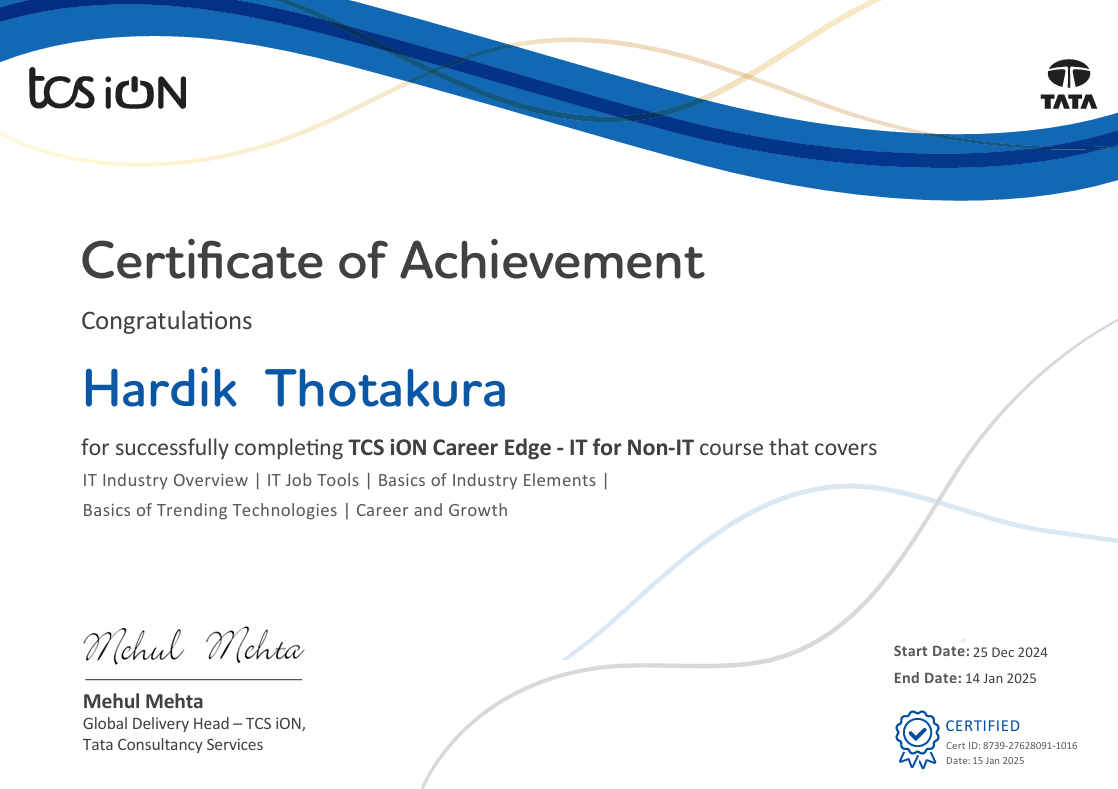 tcs iON
TATA
Certificate of Achievement
Congratulations
Hardik Thotakura
for successfully completing TCS iON Career Edge - IT for Non-IT course that covers
IT Industry Overview | IT Job Tools | Basics of Industry Elements |
Basics of Trending Technologies | Career and Growth
Mehul Mehta
Mehul Mehta
Global Delivery Head – TCS iON,
Tata Consultancy Services
Start Date: 25 Dec 2024
End Date: 14 Jan 2025
CERTIFIED
Cert ID: 8739-27628091-1016
Date: 15 Jan 2025